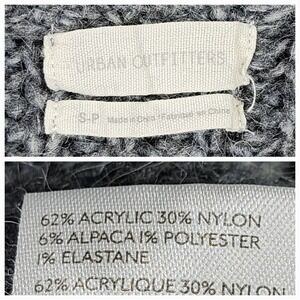 URBAN OUTFITTERS
S-P Made in China / Fabriqué en Chine
62% ACRYLIC 30% NYLON
6% ALPACA 1% POLYESTER
1% ELASTANE
62% ACRYLIQUE 30% NYLON